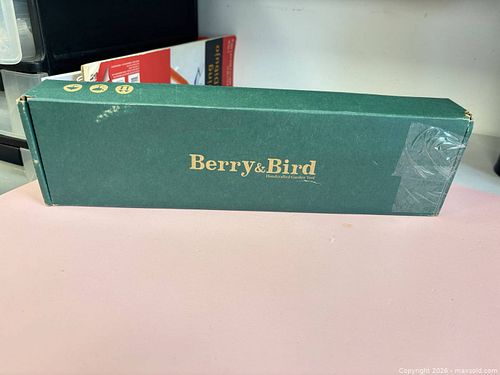 Berry&Bird
Handcrafted Garden Tool
Copyright 2026 - maxsold.com